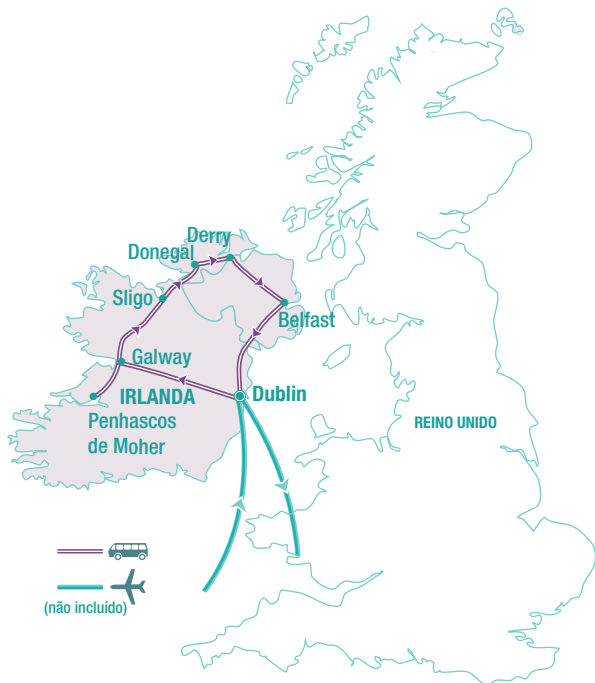 Derry
Donegal
Sligo
Belfast
Galway
IRLANDA
Dublin
Penhascos
de Moher
REINO UNIDO
(não incluído)